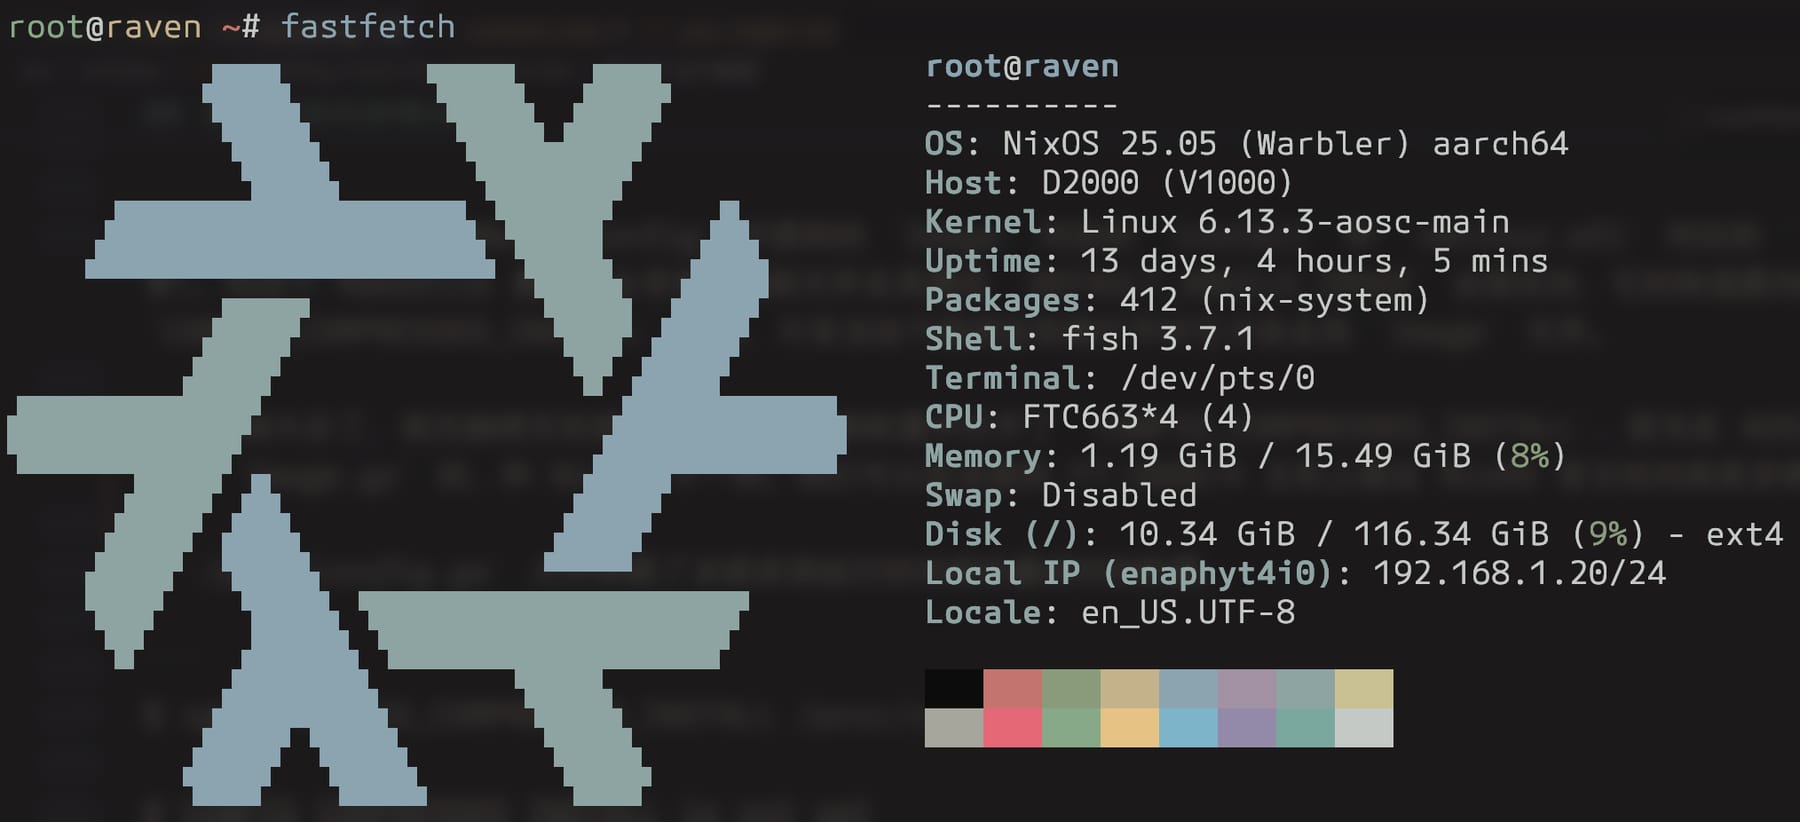 root@raven ~# fastfetch
root@raven
----------
OS: NixOS 25.05 (Warbler) aarch64
Host: D2000 (V1000)
Kernel: Linux 6.13.3-aosc-main
Uptime: 13 days, 4 hours, 5 mins
Packages: 412 (nix-system)
Shell: fish 3.7.1
Terminal: /dev/pts/0
CPU: FTC663*4 (4)
Memory: 1.19 GiB / 15.49 GiB (8%)
Swap: Disabled
Disk (/): 10.34 GiB / 116.34 GiB (9%) - ext4
Local IP (enaphyt4i0): 192.168.1.20/24
Locale: en_US.UTF-8